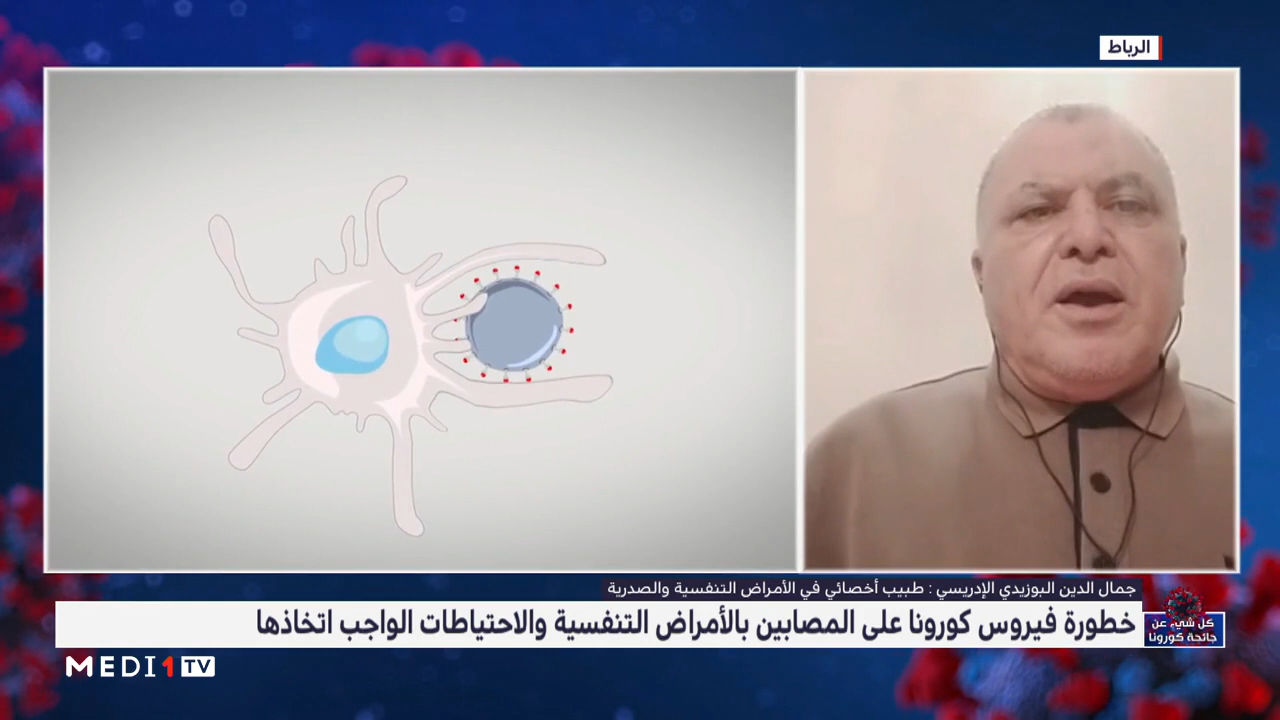 الرباط
جمال الدين البوزيدي الإدريسي : طبيب أخصائي في الأمراض التنفسية والصدرية
خطورة فيروس كورونا على المصابين بالأمراض التنفسية والاحتياطات الواجب اتخاذها
كل شيء عن
جائحة كورونا
MEDI1TV